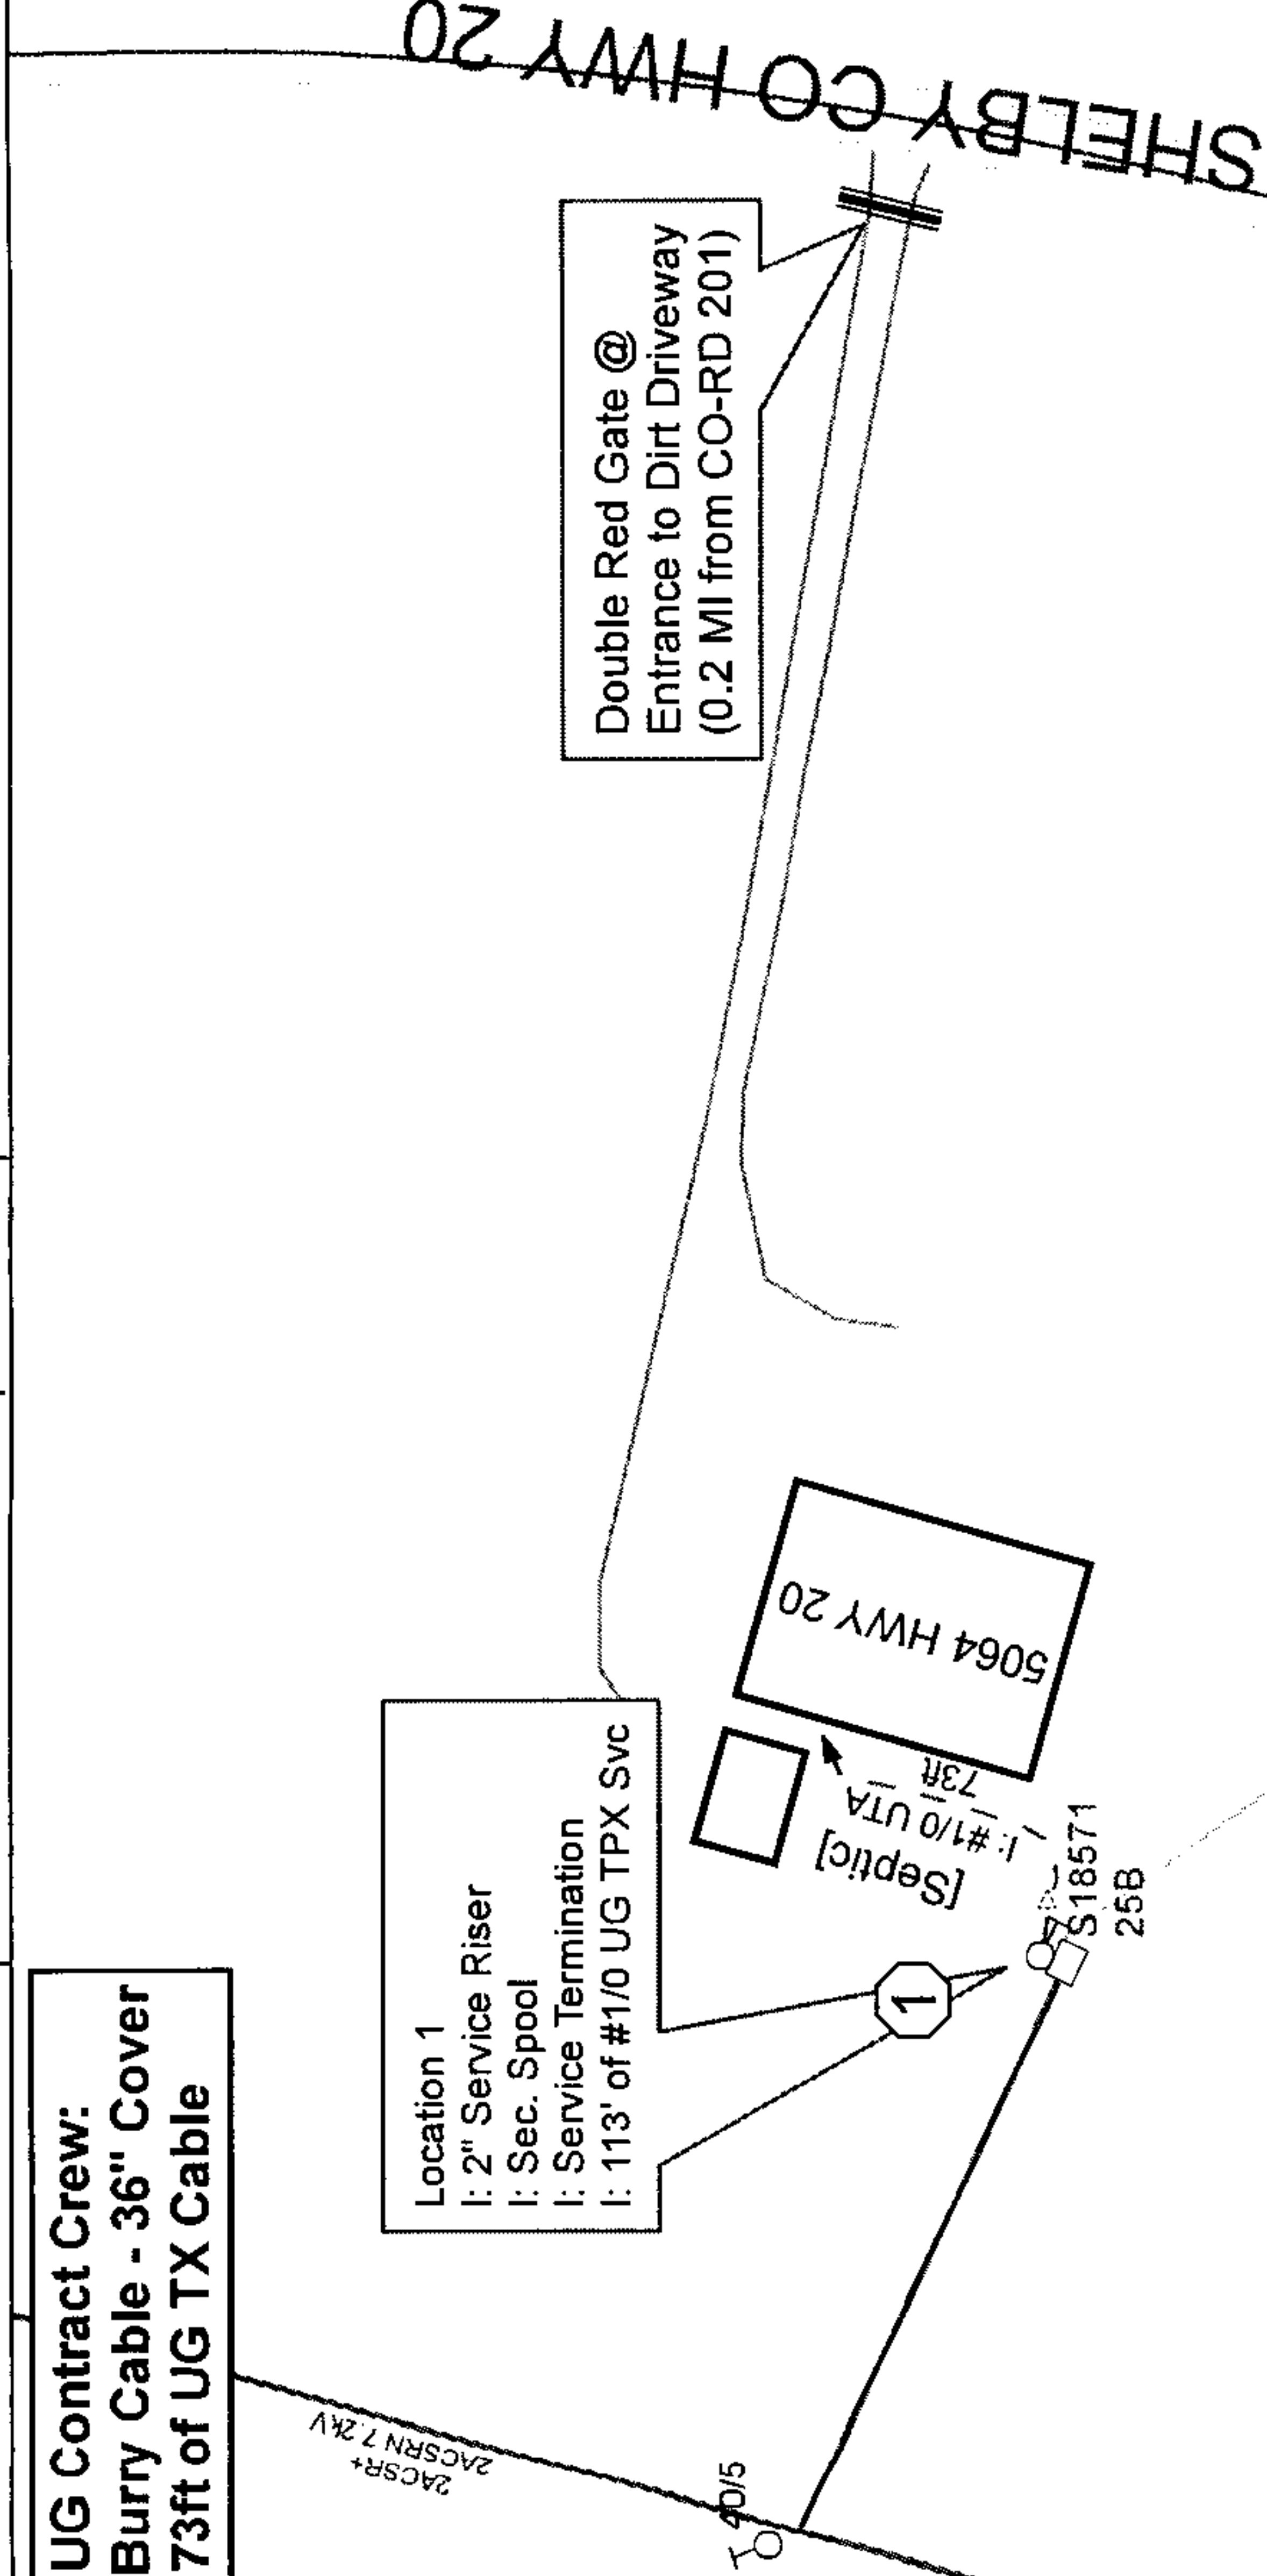 UG Contract Crew:
Burry Cable - 36" Cover
73ft of UG TX Cable
2ACSR+
2ACSRN 7.2kV
40/5
Location 1
I: 2" Service Riser
I: Sec. Spool
I: Service Termination
I: 113' of #1/0 UG TPX Svc
1
[Septic]
I: #1/0 UTA
73ft
S18571
25B
5064 HWY 20
Double Red Gate @
Entrance to Dirt Driveway
(0.2 MI from CO-RD 201)
SHELBY CO HWY 20